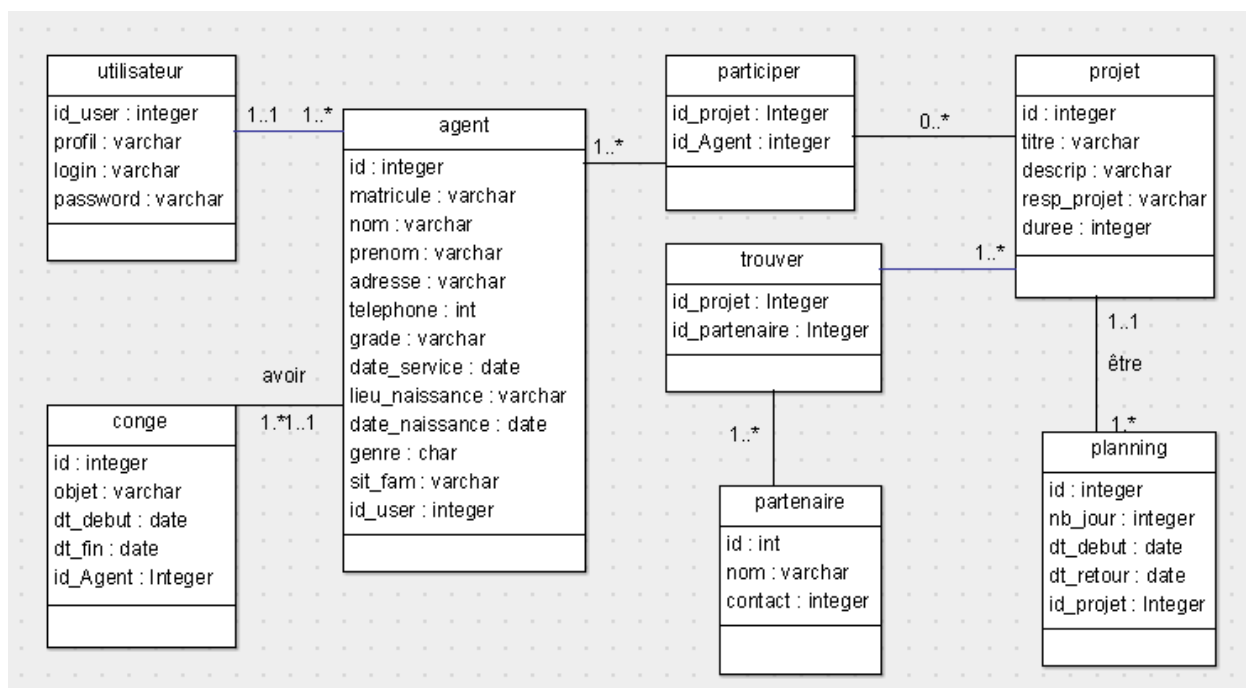 utilisateur
id_user : integer
profil : varchar
login : varchar
password : varchar
1..1
1..*
agent
id : integer
matricule : varchar
nom : varchar
prenom : varchar
adresse : varchar
telephone : int
grade : varchar
date_service : date
lieu_naissance : varchar
date_naissance : date
genre : char
sit_fam : varchar
id_user : integer
avoir
1.*1..1
conge
id : integer
objet : varchar
dt_debut : date
dt_fin : date
id_Agent : Integer
1..*
participer
id_projet : Integer
id_Agent : integer
0..*
projet
id : integer
titre : varchar
descrip : varchar
resp_projet : varchar
duree : integer
trouver
id_projet : Integer
id_partenaire : Integer
1..*
1..*
partenaire
id : int
nom : varchar
contact : integer
1..1
être
1.*
planning
id : integer
nb_jour : integer
dt_debut : date
dt_retour : date
id_projet : Integer